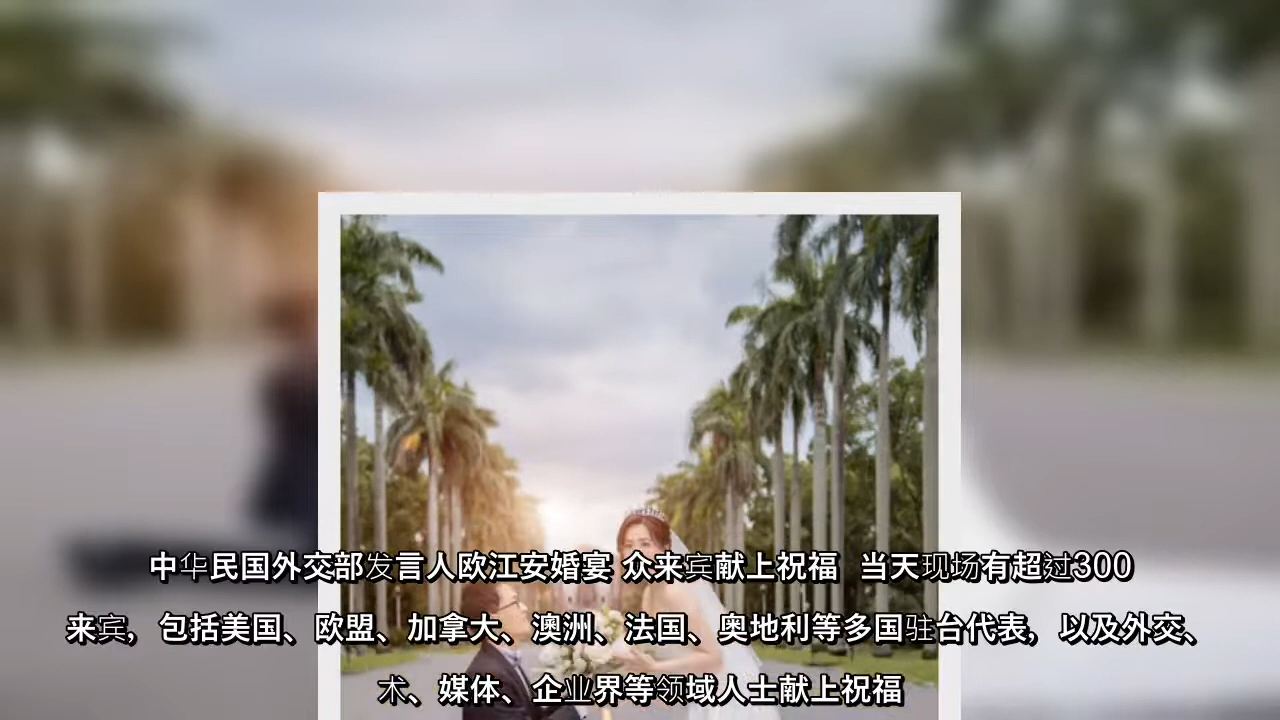 中华民国外交部发言人欧江安婚宴 众来宾献上祝福 当天现场有超过300
来宾，包括美国、欧盟、加拿大、澳洲、法国、奥地利等多国驻台代表，以及外交、
术、媒体、企业界等领域人士献上祝福